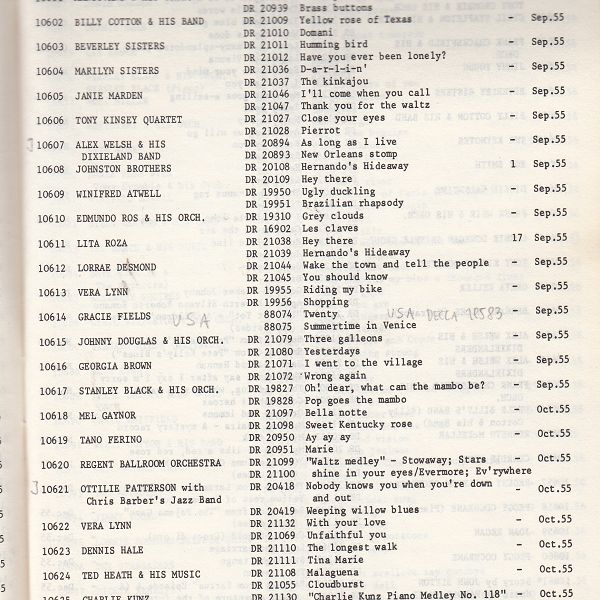 DR 20939 Brass buttons
10602 BILLY COTTON & HIS BAND DR 21009 Yellow rose of Texas - Sep.55
DR 21010 Domani
10603 BEVERLEY SISTERS DR 21011 Humming bird - Sep.55
DR 21012 Have you ever been lonely?
10604 MARILYN SISTERS DR 21036 D-a-r-l-i-n' - Sep.55
DR 21037 The kinkajou
10605 JANIE MARDEN DR 21046 I'll come when you call - Sep.55
DR 21047 Thank you for the waltz
10606 TONY KINSEY QUARTET DR 21027 Close your eyes - Sep.55
DR 21028 Pierrot
J 10607 ALEX WELSH & HIS DR 20894 As long as I live - Sep.55
DIXIELAND BAND DR 20893 New Orleans stomp
10608 JOHNSTON BROTHERS DR 20108 Hernando's Hideaway 1 Sep.55
DR 20109 Hey there
10609 WINIFRED ATWELL DR 19950 Ugly duckling - Sep.55
DR 19951 Brazilian rhapsody
10610 EDMUNDO ROS & HIS ORCH. DR 19310 Grey clouds - Sep.55
DR 16902 Les claves
10611 LITA ROZA DR 21038 Hey there 17 Sep.55
DR 21039 Hernando's Hideaway
10612 LORRAE DESMOND DR 21044 Wake the town and tell the people - Sep.55
DR 21045 You should know
10613 VERA LYNN DR 19955 Riding my bike - Sep.55
DR 19956 Shopping
10614 GRACIE FIELDS USA 88074 Twenty USA DECCA - Sep.55
88075 Summertime in Venice
10615 JOHNNY DOUGLAS & HIS ORCH. DR 21079 Three galleons - Sep.55
DR 21080 Yesterdays
10616 GEORGIA BROWN DR 21071 I went to the village - Sep.55
DR 21072 Wrong again
10617 STANLEY BLACK & HIS ORCH. DR 19827 Oh! dear, what can the mambo be? - Sep.55
DR 19828 Pop goes the mambo
10618 MEL GAYNOR DR 21097 Bella notte - Oct.55
DR 21098 Sweet Kentucky rose
10619 TANO FERINO DR 20950 Ay ay ay - Oct.55
DR 20951 Marie
10620 REGENT BALLROOM ORCHESTRA DR 21099 "Waltz medley" - Stowaway; Stars - Oct.55
DR 21100 shine in your eyes/Evermore; Ev'rywhere
J 10621 OTTILIE PATTERSON with DR 20418 Nobody knows you when you're down - Oct.55
Chris Barber's Jazz Band and out
DR 20419 Weeping willow blues
10622 VERA LYNN DR 21132 With your love - Oct.55
DR 21069 Unfaithful you
10623 DENNIS HALE DR 21110 The longest walk - Oct.55
DR 21111 Tina Marie
10624 TED HEATH & HIS MUSIC DR 21108 Malaguena - Oct.55
DR 21055 Cloudburst
CHARLIE KUNZ DR 21130 "Charlie Kunz Piano Medley No. 118" - Oct.55